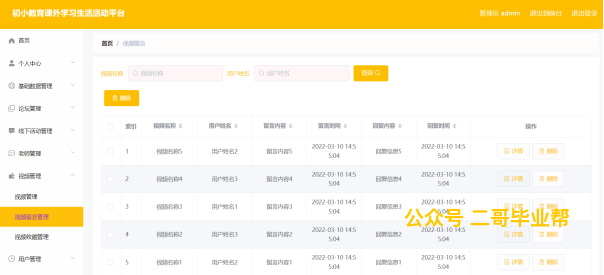 初小教育课外学习生活活动平台
管理员 admin 退出到前台 退出登录
首页
个人中心
基础数据管理
论坛管理
线下活动管理
老师管理
视频管理
视频管理
视频留言管理
视频收藏管理
用户管理
首页 / 视频留言
视频名称 视频名称 用户姓名 用户姓名 查询
删除
索引 视频名称 用户姓名 留言内容 留言时间 回复内容 回复时间 操作
1 视频名称5 用户姓名2 留言内容5 2022-03-10 14:55:04 回复信息5 2022-03-10 14:55:04 详情 删除
2 视频名称4 用户姓名3 留言内容4 2022-03-10 14:55:04 回复信息4 2022-03-10 14:55:04 详情 删除
3 视频名称3 用户姓名1 留言内容3 2022-03-10 14:55:04 回复信息3 2022-03-10 14:55:04 详情 删除
4 视频名称2 用户姓名3 留言内容2 2022-03-10 14:55:04 回复信息2 2022-03-10 14:55:04 详情 删除
5 视频名称1 用户姓名1 留言内容1 2022-03-10 14:55:04 回复信息1 2022-03-10 14:55:04 详情 删除
公众号 二哥毕业帮